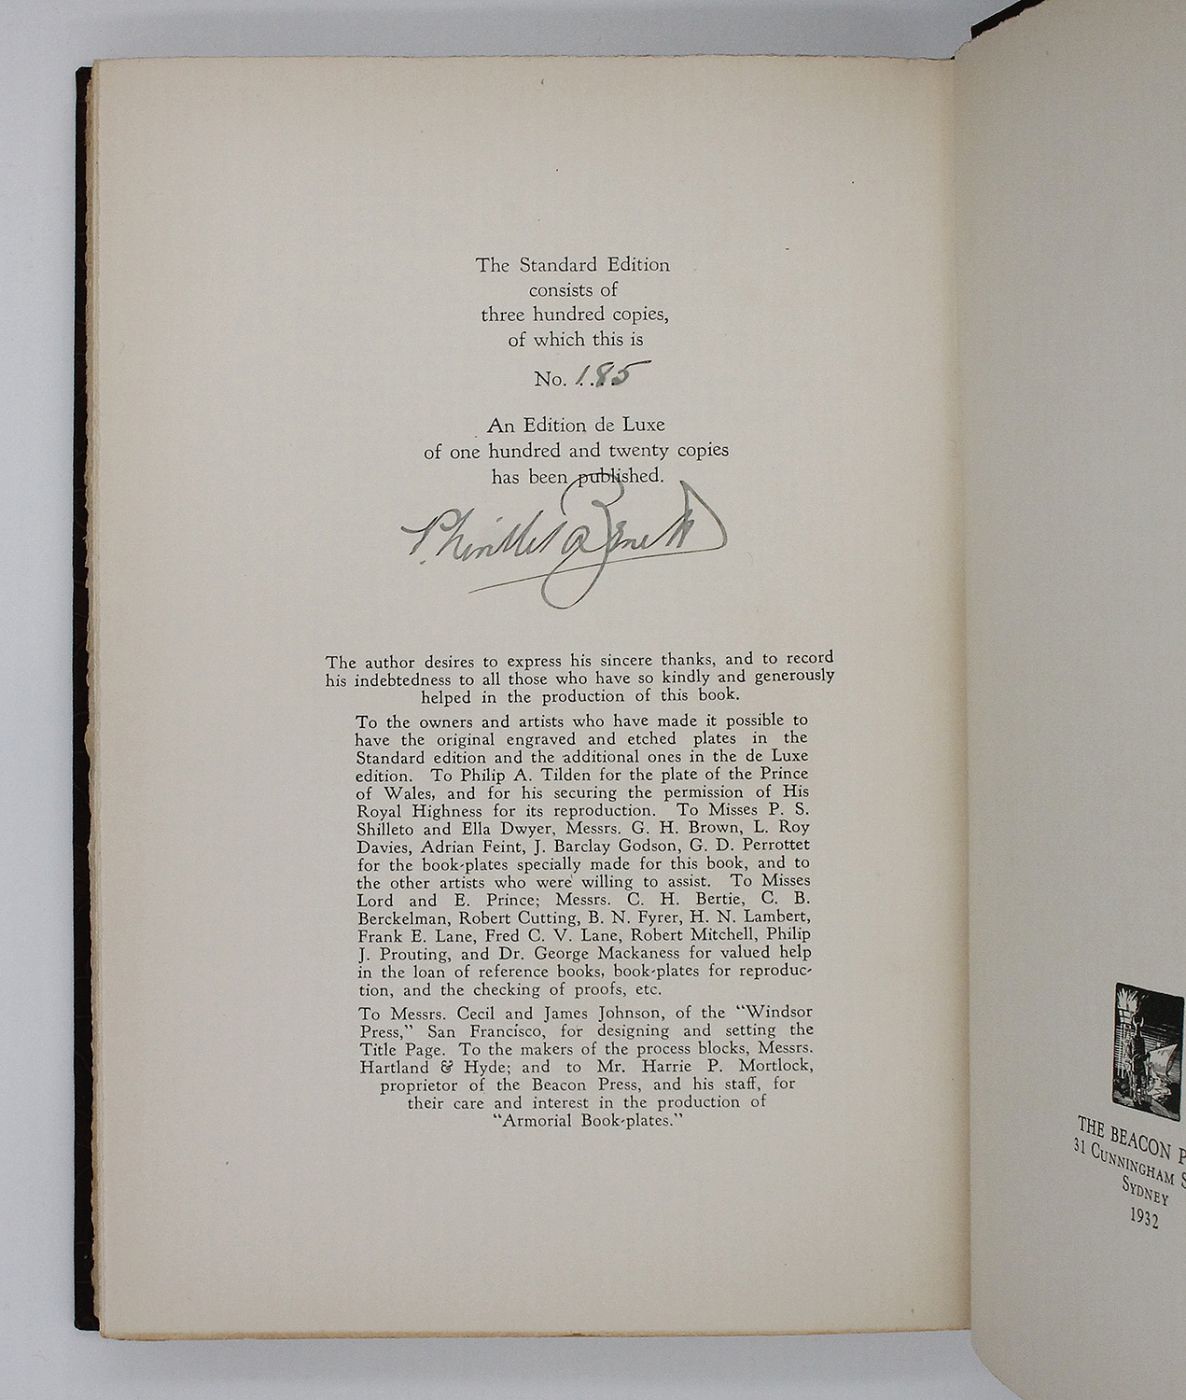 The Standard Edition
consists of
three hundred copies,
of which this is
No. 185
An Edition de Luxe
of one hundred and twenty copies
has been published.
The author desires to express his sincere thanks, and to record
his indebtedness to all those who have so kindly and generously
helped in the production of this book.
To the owners and artists who have made it possible to
have the original engraved and etched plates in the
Standard edition and the additional ones in the de Luxe
edition. To Philip A. Tilden for the plate of the Prince
of Wales, and for his securing the permission of His
Royal Highness for its reproduction. To Misses P. S.
Shilleto and Ella Dwyer, Messrs. G. H. Brown, L. Roy
Davies, Adrian Feint, J. Barclay Godson, G. D. Perrottet
for the book-plates specially made for this book, and to
the other artists who were willing to assist. To Misses
Lord and E. Prince; Messrs. C. H. Bertie, C. B.
Berckelman, Robert Cutting, B. N. Fyrer, H. N. Lambert,
Frank E. Lane, Fred C. V. Lane, Robert Mitchell, Philip
J. Prouting, and Dr. George Mackaness for valued help
in the loan of reference books, book-plates for reproduc-
tion, and the checking of proofs, etc.
To Messrs. Cecil and James Johnson, of the "Windsor
Press," San Francisco, for designing and setting the
Title Page. To the makers of the process blocks, Messrs.
Hartland & Hyde; and to Mr. Harrie P. Mortlock,
proprietor of the Beacon Press, and his staff, for
their care and interest in the production of
"Armorial Book-plates."
THE BEACON P
31 CUNNINGHAM S
SYDNEY
1932